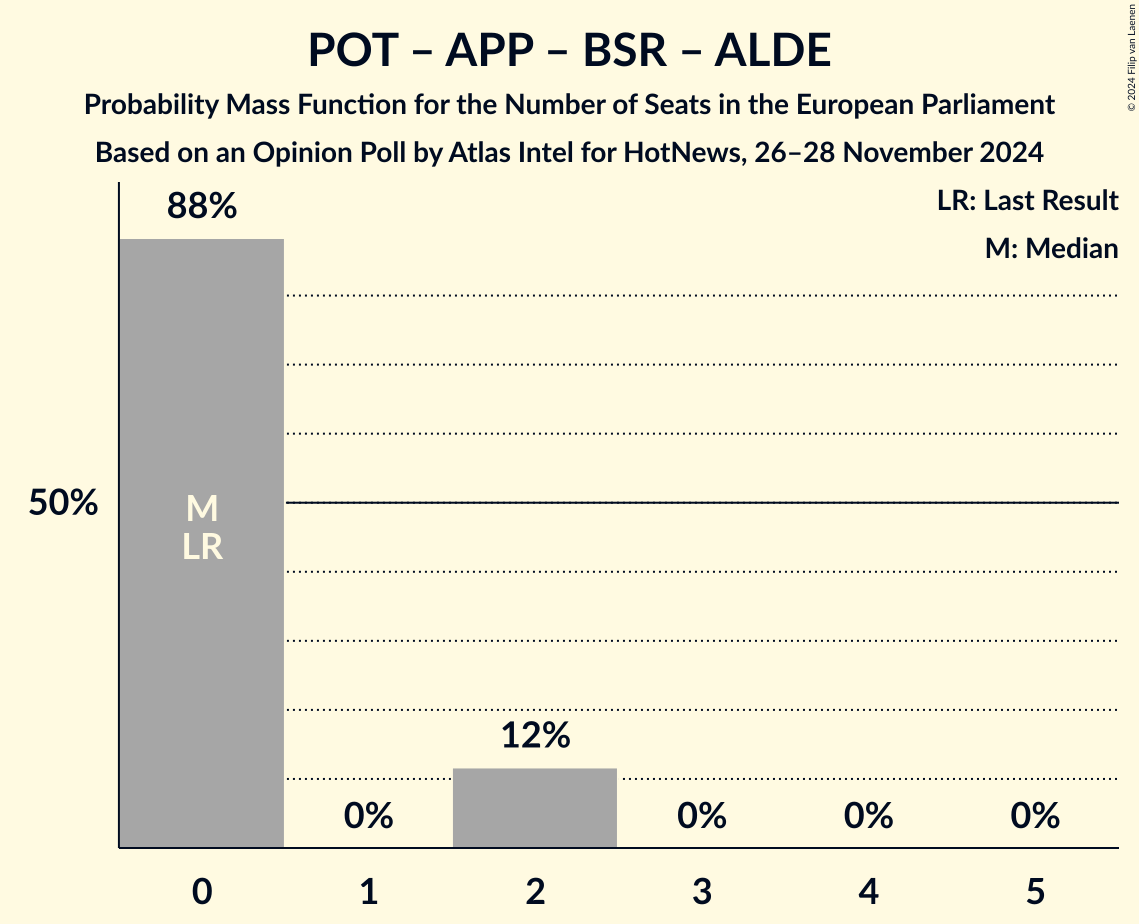 POT – APP – BSR – ALDE
Probability Mass Function for the Number of Seats in the European Parliament
Based on an Opinion Poll by Atlas Intel for HotNews, 26–28 November 2024
© 2024 Filip van Laenen
LR: Last Result
M: Median
88%
50%
M
LR
12%
0%
0%
0%
0%
0
1
2
3
4
5